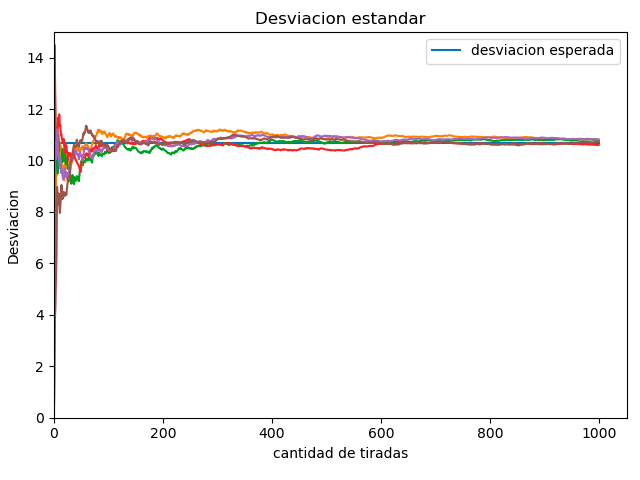 Desviacion estandar
desviacion esperada
Desviacion
14
12
10
8
6
4
2
0
0 200 400 600 800 1000
cantidad de tiradas